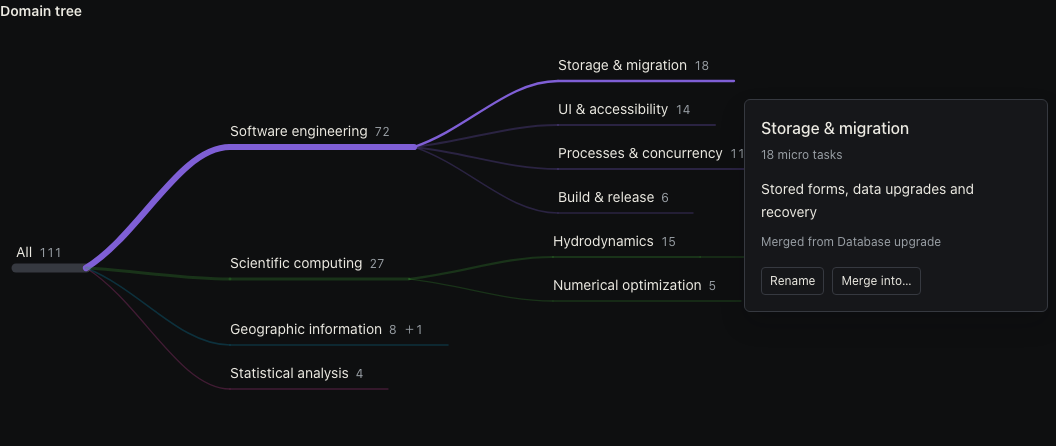 Domain tree
Storage & migration 18
UI & accessibility 14
Software engineering 72
Processes & concurrency 11
Build & release 6
All 111
Hydrodynamics 15
Scientific computing 27
Numerical optimization 5
Geographic information 8 +1
Statistical analysis 4
Storage & migration
18 micro tasks
Stored forms, data upgrades and
recovery
Merged from Database upgrade
Rename Merge into...